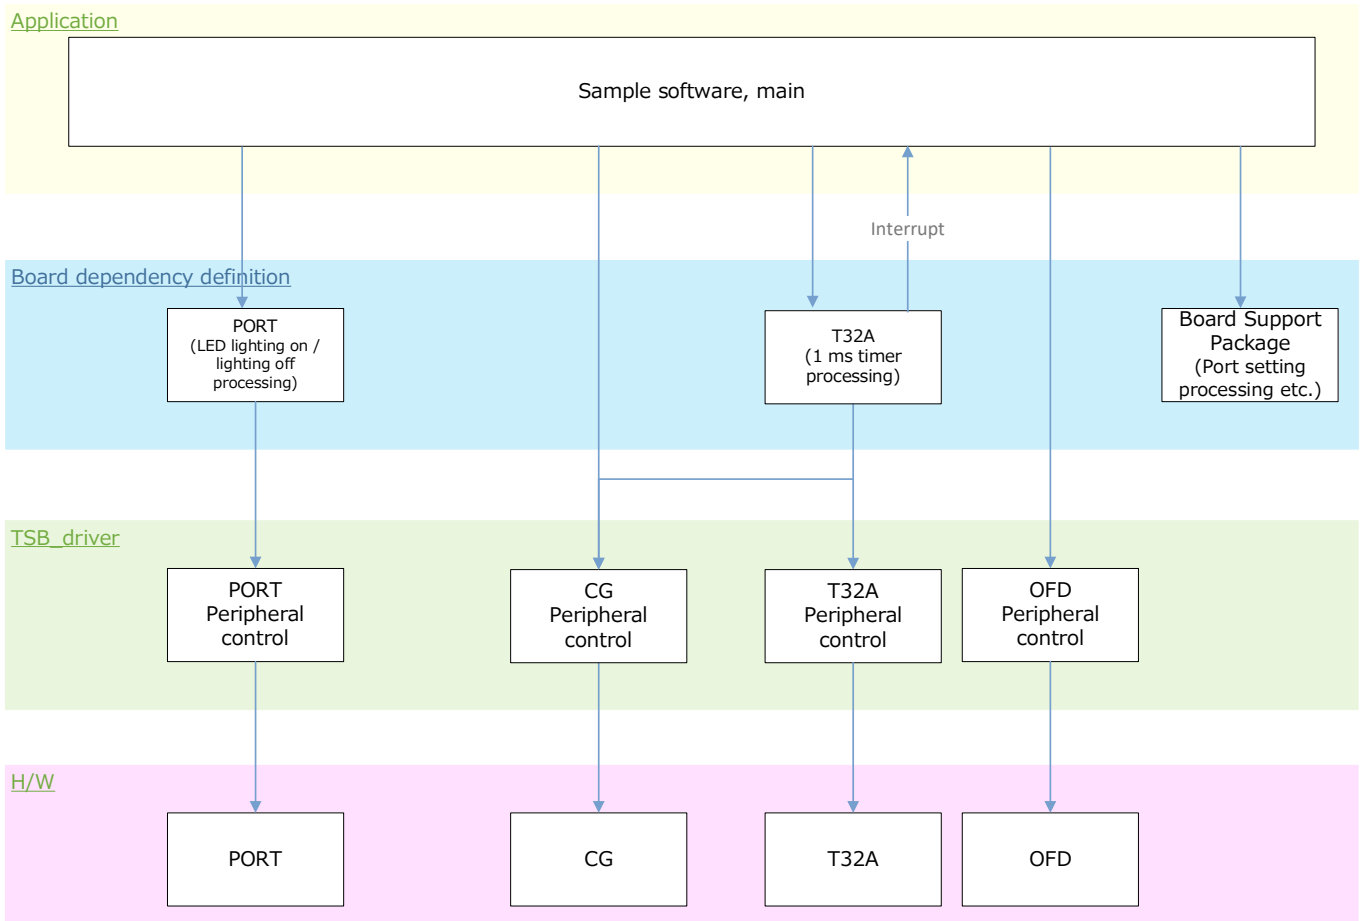 Application
Sample software, main
Interrupt
Board dependency definition
PORT
(LED lighting on /
lighting off
processing)
T32A
(1 ms timer
processing)
Board Support
Package
(Port setting
processing etc.)
TSB_driver
PORT
Peripheral
control
CG
Peripheral
control
T32A
Peripheral
control
OFD
Peripheral
control
H/W
PORT
CG
T32A
OFD